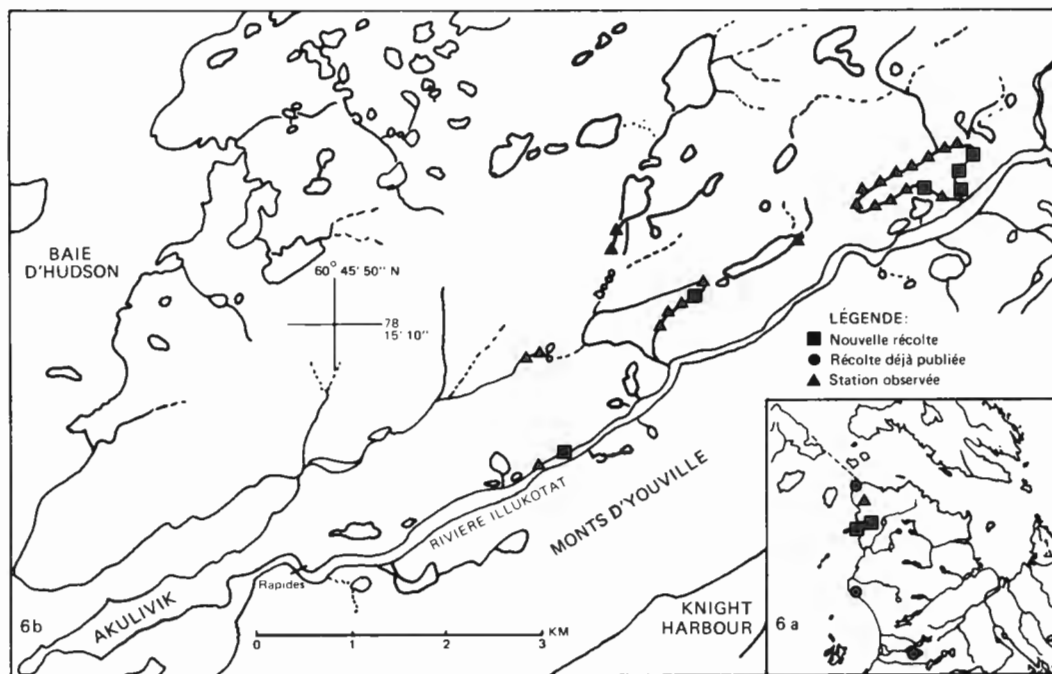 BAIE
D'HUDSON
60° 45' 50'' N
78
15' 10''
LÉGENDE:
Nouvelle récolte
Récolte déjà publiée
Station observée
RIVIERE ILLUKOTAT
MONTS D'YOUVILLE
Rapides
AKULIVIK
KNIGHT
HARBOUR
6b
6a
0 1 2 3
KM